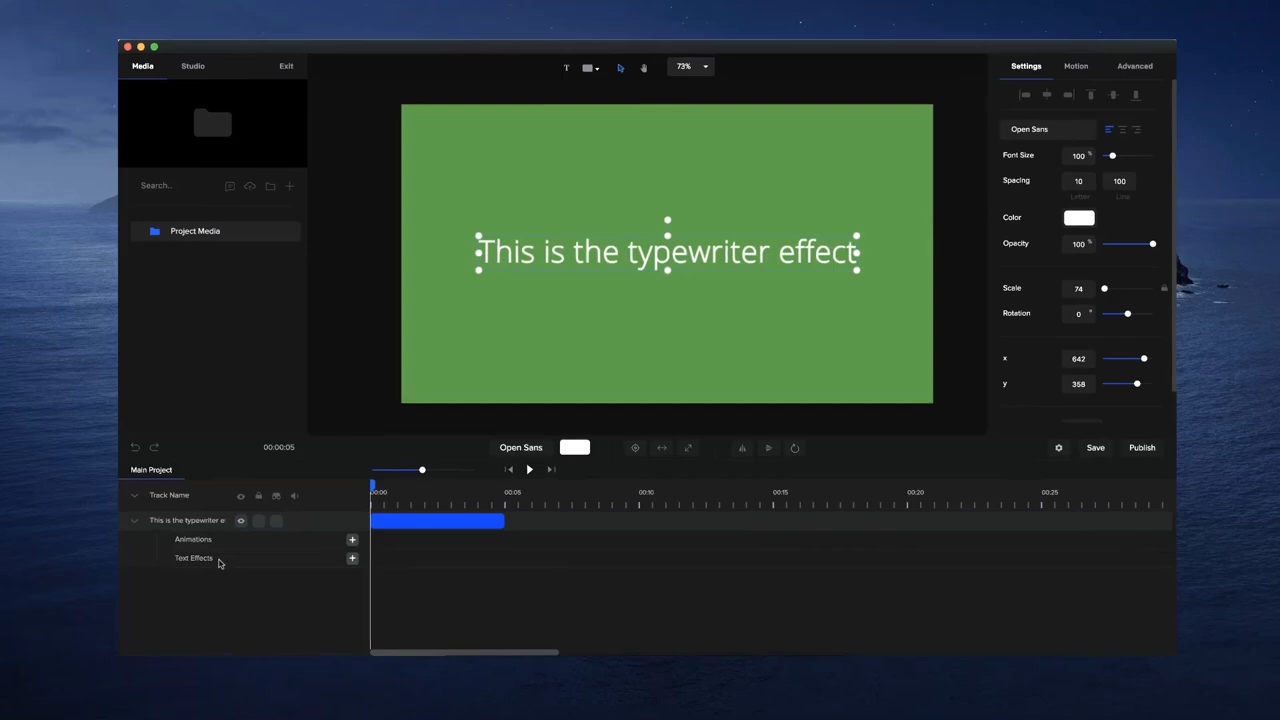 Media Studio Exit
T 73%
Settings Motion Advanced
Open Sans
Search..
Font Size 100 %
Spacing 10 100
Letter Line
Color
Project Media
Opacity 100 %
This is the typewriter effect
Scale 74
Rotation 0 °
x 642
y 358
00:00:05 Open Sans Save Publish
Main Project
Track Name 00:00 00:05 00:10 00:15 00:20 00:25
This is the typewriter e
Animations
Text Effects